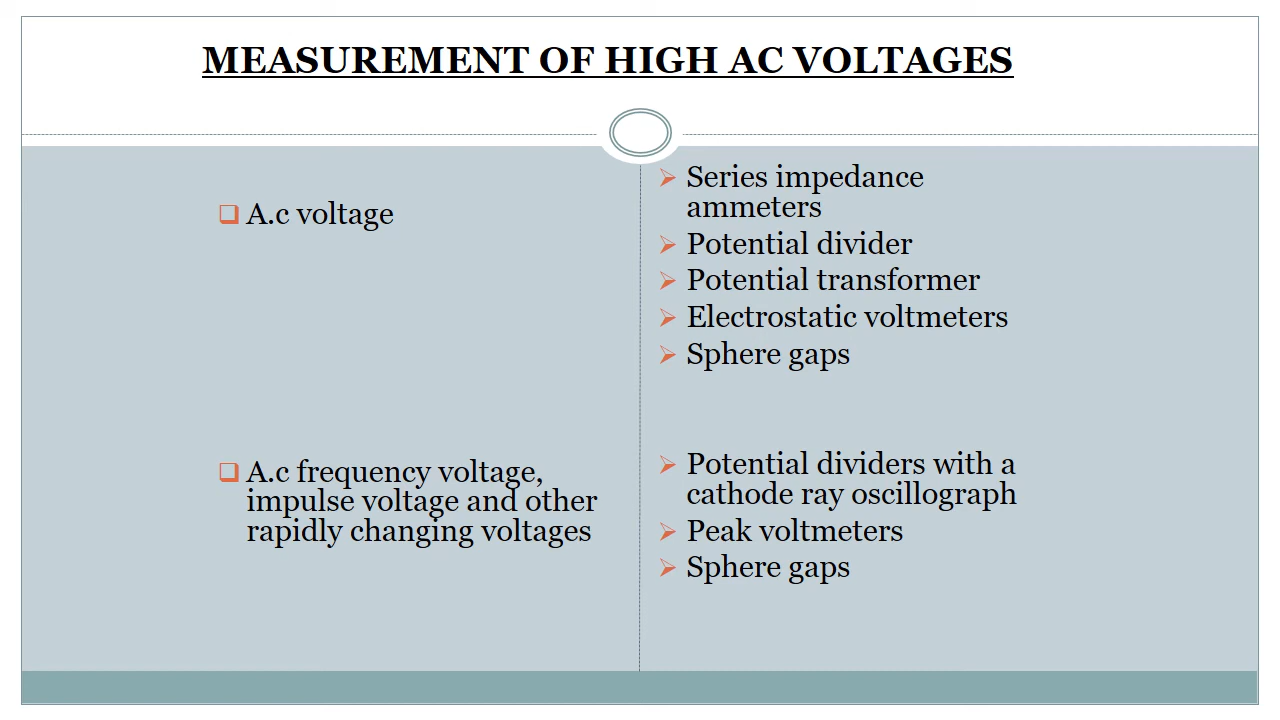 MEASUREMENT OF HIGH AC VOLTAGES
A.c voltage
Series impedance
ammeters
Potential divider
Potential transformer
Electrostatic voltmeters
Sphere gaps
A.c frequency voltage,
impulse voltage and other
rapidly changing voltages
Potential dividers with a
cathode ray oscillograph
Peak voltmeters
Sphere gaps